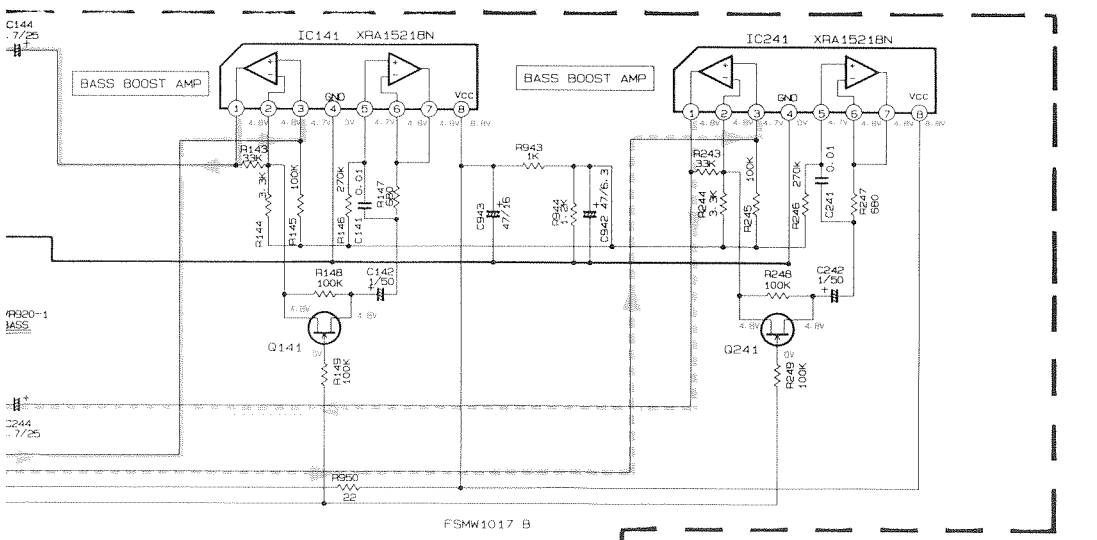 C144
.7/25
IC141 XRA15218N
BASS BOOST AMP
GND
VCC
1 2 3 4 5 6 7 8
4.8V 4.8V 4.7V 0V 4.7V 4.8V 4.8V 8.8V
IC241 XRA15218N
BASS BOOST AMP
GND
VCC
1 2 3 4 5 6 7 8
4.8V 4.8V 4.7V 0V 4.7V 4.8V 4.8V 8.8V
R143
33K
3.3K
R144
100K
R145
270K
R146
0.01
C141
R147
680
R943
1K
C943
47/16
R944
1.2K
C942 47/6.3
R243
33K
R244
3.3K
100K
R245
270K
R246
0.01
C241
R247
680
R148
100K
C142
1/50
4.8V
4.8V
Q141
0V
R149
100K
R248
100K
C242
1/50
4.8V
4.8V
Q241
0V
R249
100K
VR920-1
BASS
C244
.7/25
R950
22
FSMW1017 B